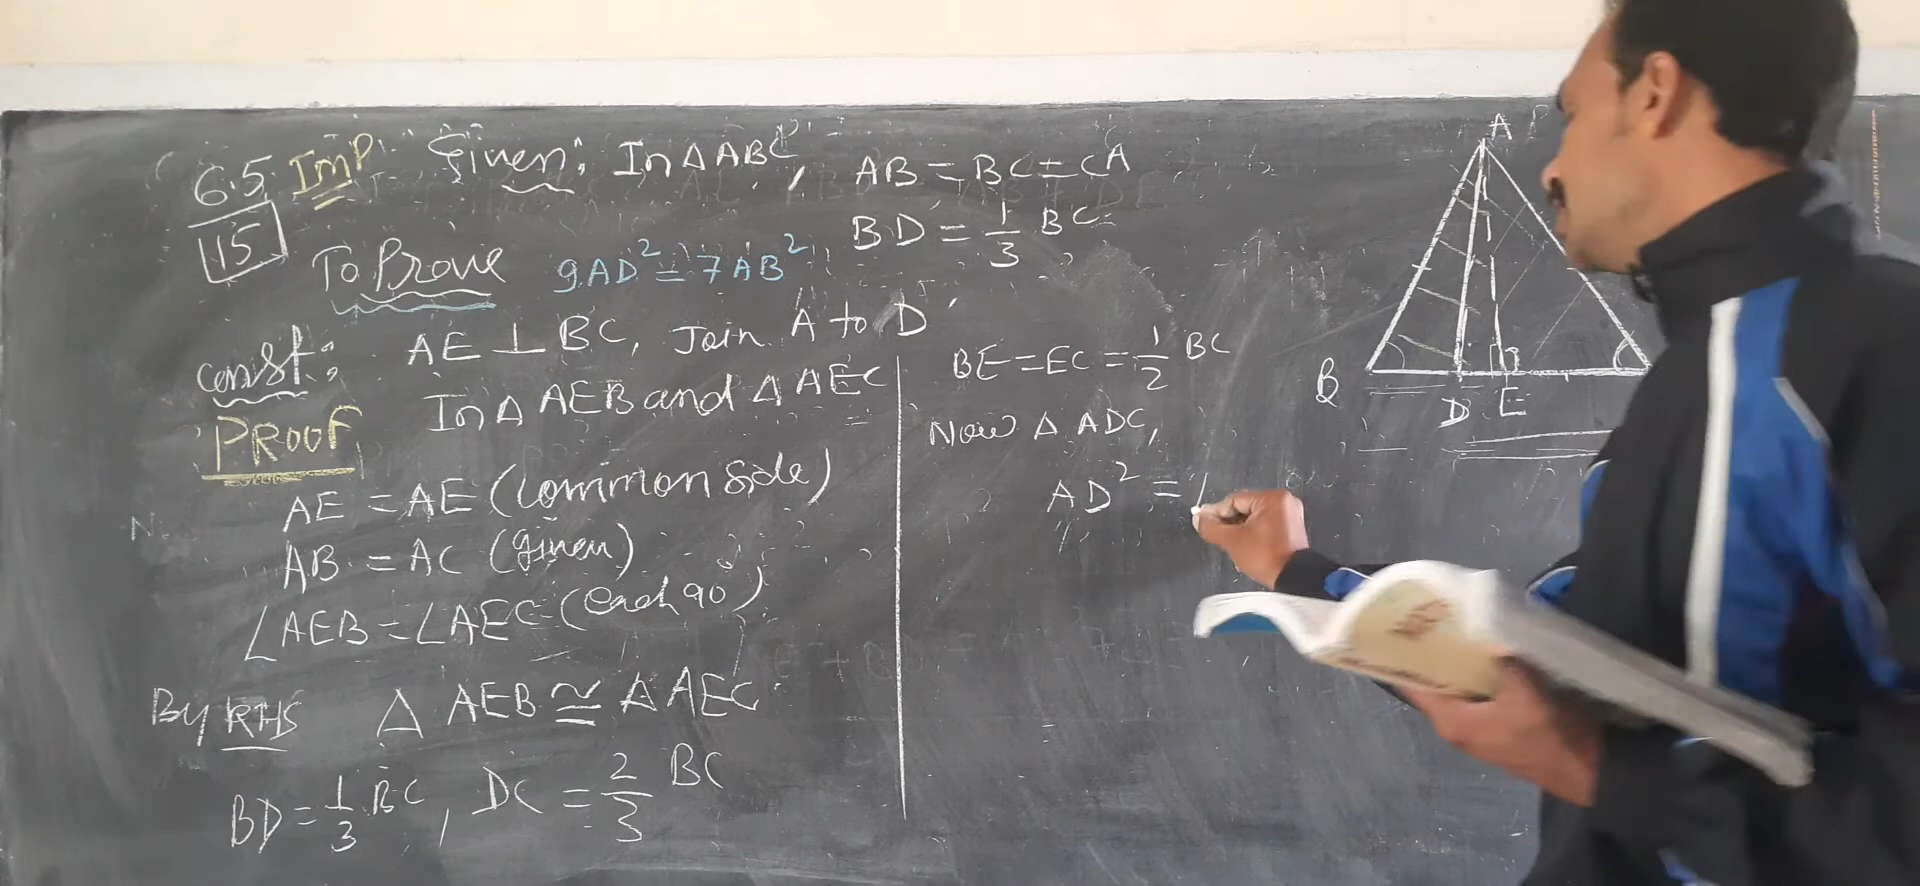 6.5 Imp Given: In Δ ABC, AB = BC = CA
15
BD = 1/3 BC
To Prove 9AD² = 7AB²
Const: AE ⊥ BC, Join A to D
PROOF In Δ AEB and Δ AEC
AE = AE (Common Side)
AB = AC (given)
∠AEB = ∠AEC (each 90°)
By RHS Δ AEB ≅ Δ AEC
BD = 1/3 BC, DC = 2/3 BC
BE = EC = 1/2 BC
Now Δ ADC,
AD² =
A
B D E